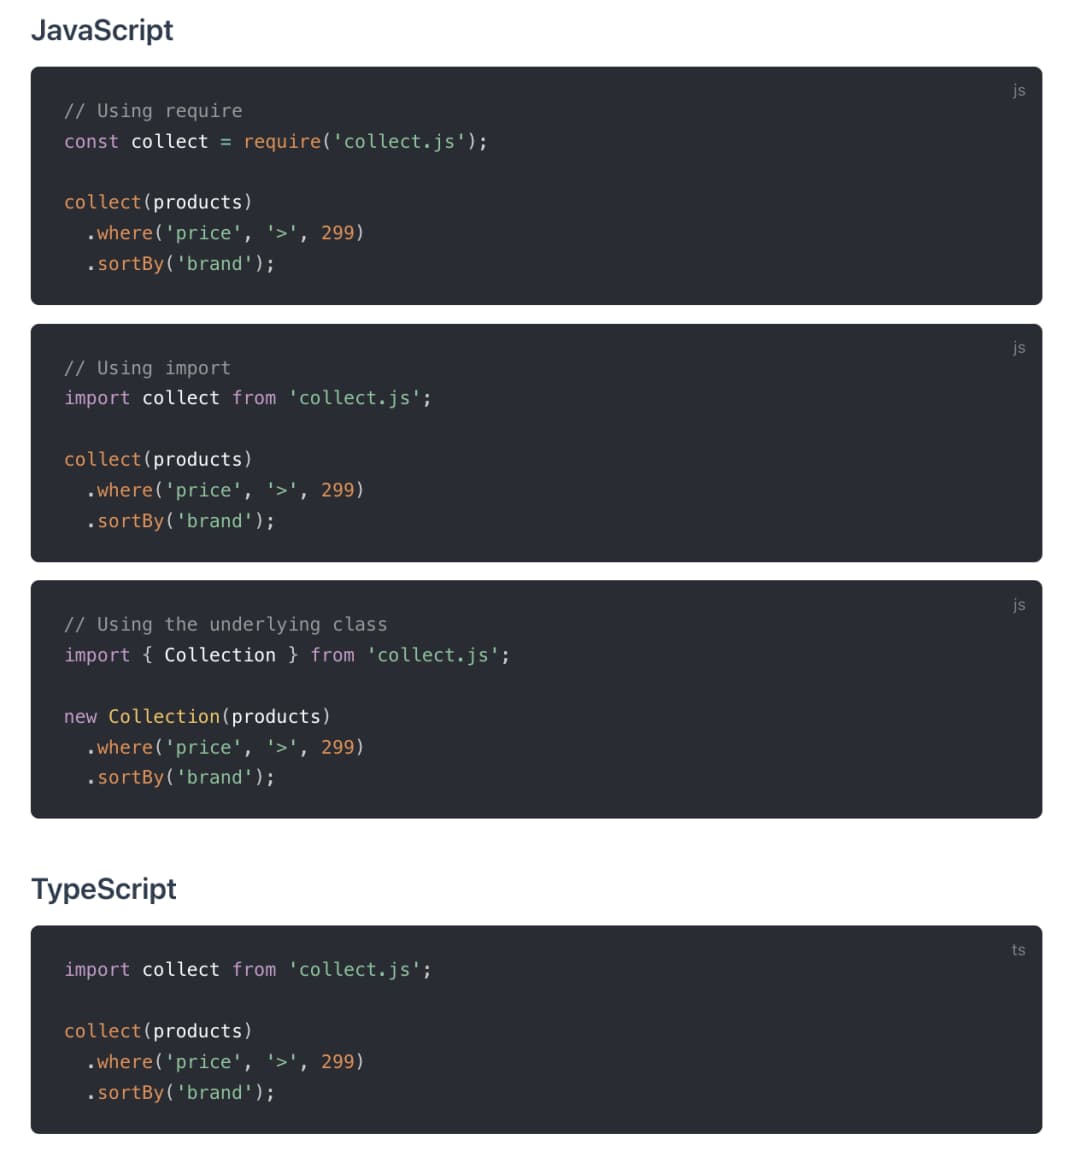 JavaScript
js
// Using require
const collect = require('collect.js');
collect(products)
  .where('price', '>', 299)
  .sortBy('brand');
js
// Using import
import collect from 'collect.js';
collect(products)
  .where('price', '>', 299)
  .sortBy('brand');
js
// Using the underlying class
import { Collection } from 'collect.js';
new Collection(products)
  .where('price', '>', 299)
  .sortBy('brand');
TypeScript
ts
import collect from 'collect.js';
collect(products)
  .where('price', '>', 299)
  .sortBy('brand');